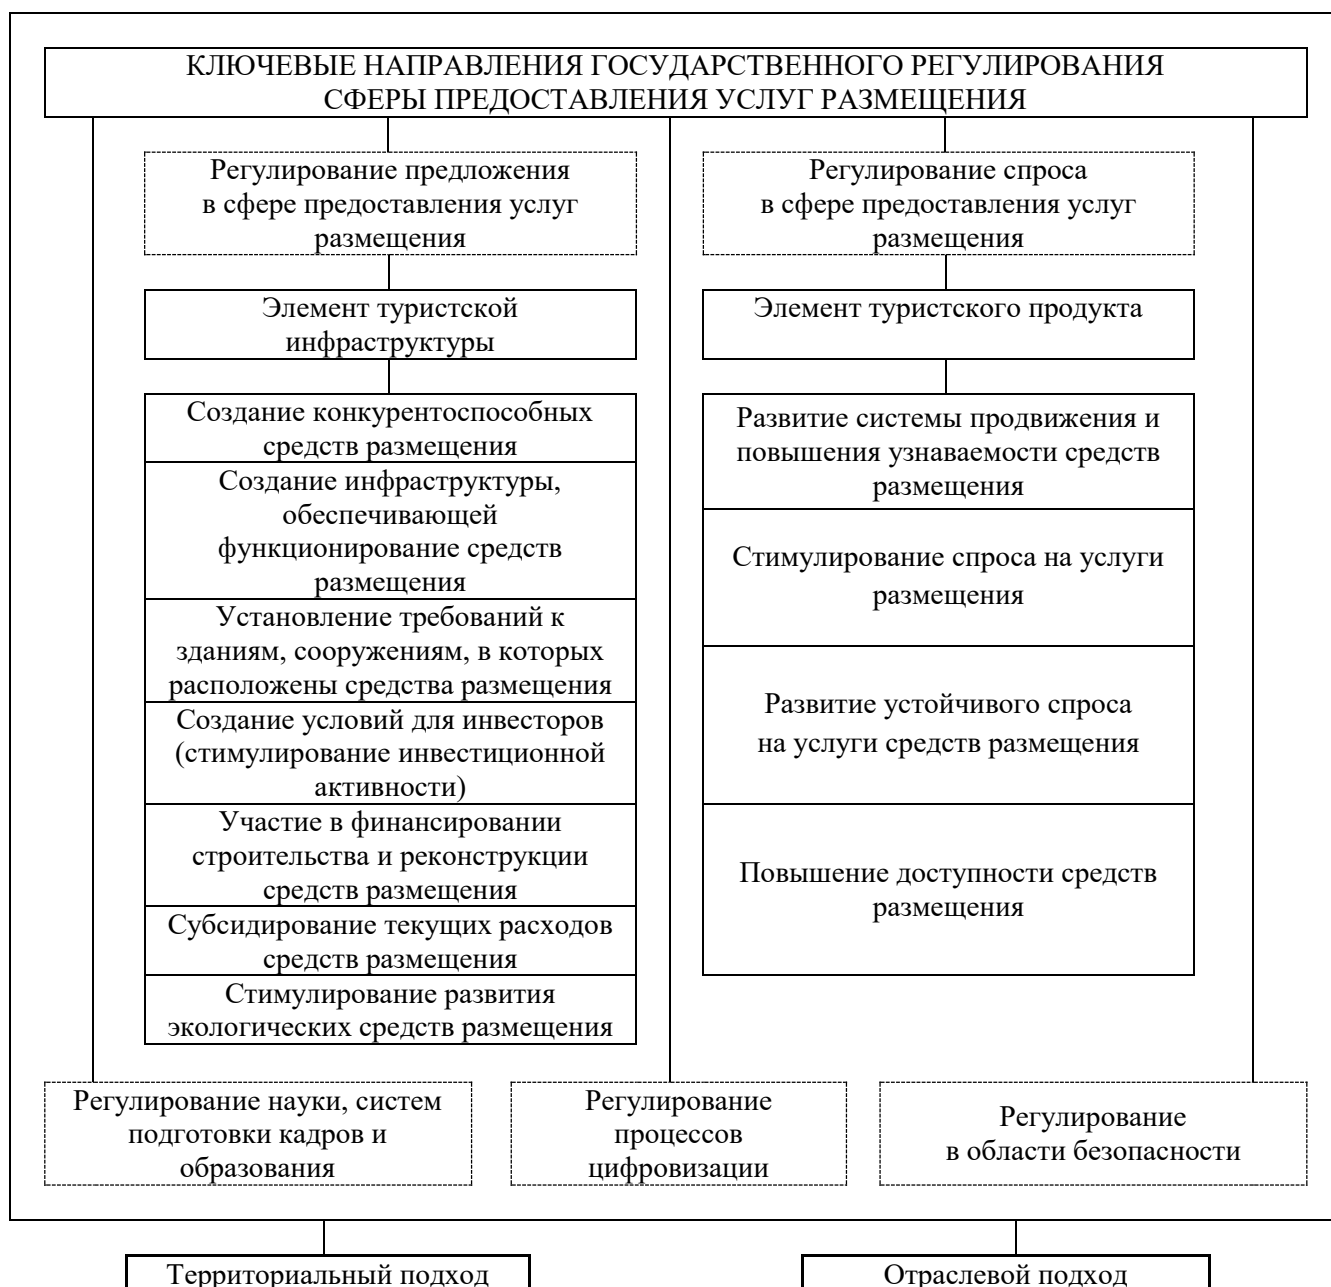 КЛЮЧЕВЫЕ НАПРАВЛЕНИЯ ГОСУДАРСТВЕННОГО РЕГУЛИРОВАНИЯ
СФЕРЫ ПРЕДОСТАВЛЕНИЯ УСЛУГ РАЗМЕЩЕНИЯ
Регулирование предложения
в сфере предоставления услуг
размещения
Элемент туристской
инфраструктуры
Создание конкурентоспособных
средств размещения
Создание инфраструктуры,
обеспечивающей
функционирование средств
размещения
Установление требований к
зданиям, сооружениям, в которых
расположены средства размещения
Создание условий для инвесторов
(стимулирование инвестиционной
активности)
Участие в финансировании
строительства и реконструкции
средств размещения
Субсидирование текущих расходов
средств размещения
Стимулирование развития
экологических средств размещения
Регулирование спроса
в сфере предоставления услуг
размещения
Элемент туристского продукта
Развитие системы продвижения и
повышения узнаваемости средств
размещения
Стимулирование спроса на услуги
размещения
Развитие устойчивого спроса
на услуги средств размещения
Повышение доступности средств
размещения
Регулирование науки, систем
подготовки кадров и
образования
Регулирование
процессов
цифровизации
Регулирование
в области безопасности
Территориальный подход
Отраслевой подход